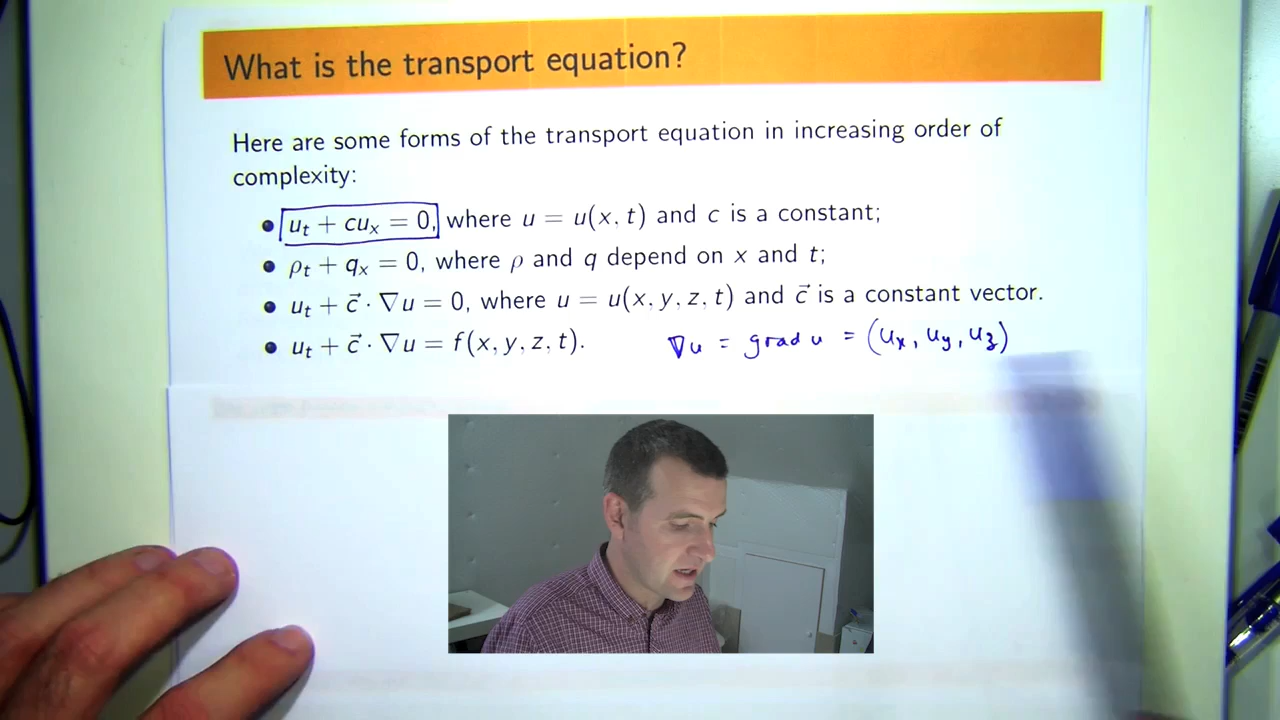 What is the transport equation?
Here are some forms of the transport equation in increasing order of
complexity:
• u_t + cu_x = 0, where u = u(x, t) and c is a constant;
• ρ_t + q_x = 0, where ρ and q depend on x and t;
• u_t + c⃗ · ∇u = 0, where u = u(x, y, z, t) and c⃗ is a constant vector.
• u_t + c⃗ · ∇u = f(x, y, z, t).
∇u = grad u = (u_x, u_y, u_z)